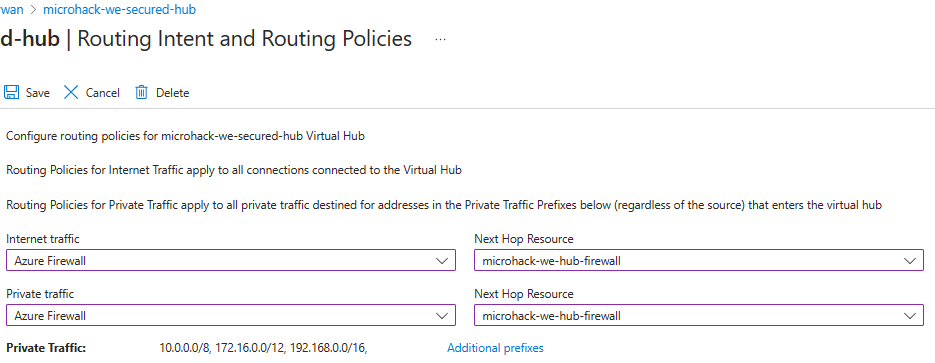 rwan > microhack-we-secured-hub
d-hub | Routing Intent and Routing Policies ...
Save Cancel Delete
Configure routing policies for microhack-we-secured-hub Virtual Hub
Routing Policies for Internet Traffic apply to all connections connected to the Virtual Hub
Routing Policies for Private Traffic apply to all private traffic destined for addresses in the Private Traffic Prefixes below (regardless of the source) that enters the virtual hub
Internet traffic Next Hop Resource
Azure Firewall microhack-we-hub-firewall
Private traffic Next Hop Resource
Azure Firewall microhack-we-hub-firewall
Private Traffic: 10.0.0.0/8, 172.16.0.0/12, 192.168.0.0/16, Additional prefixes